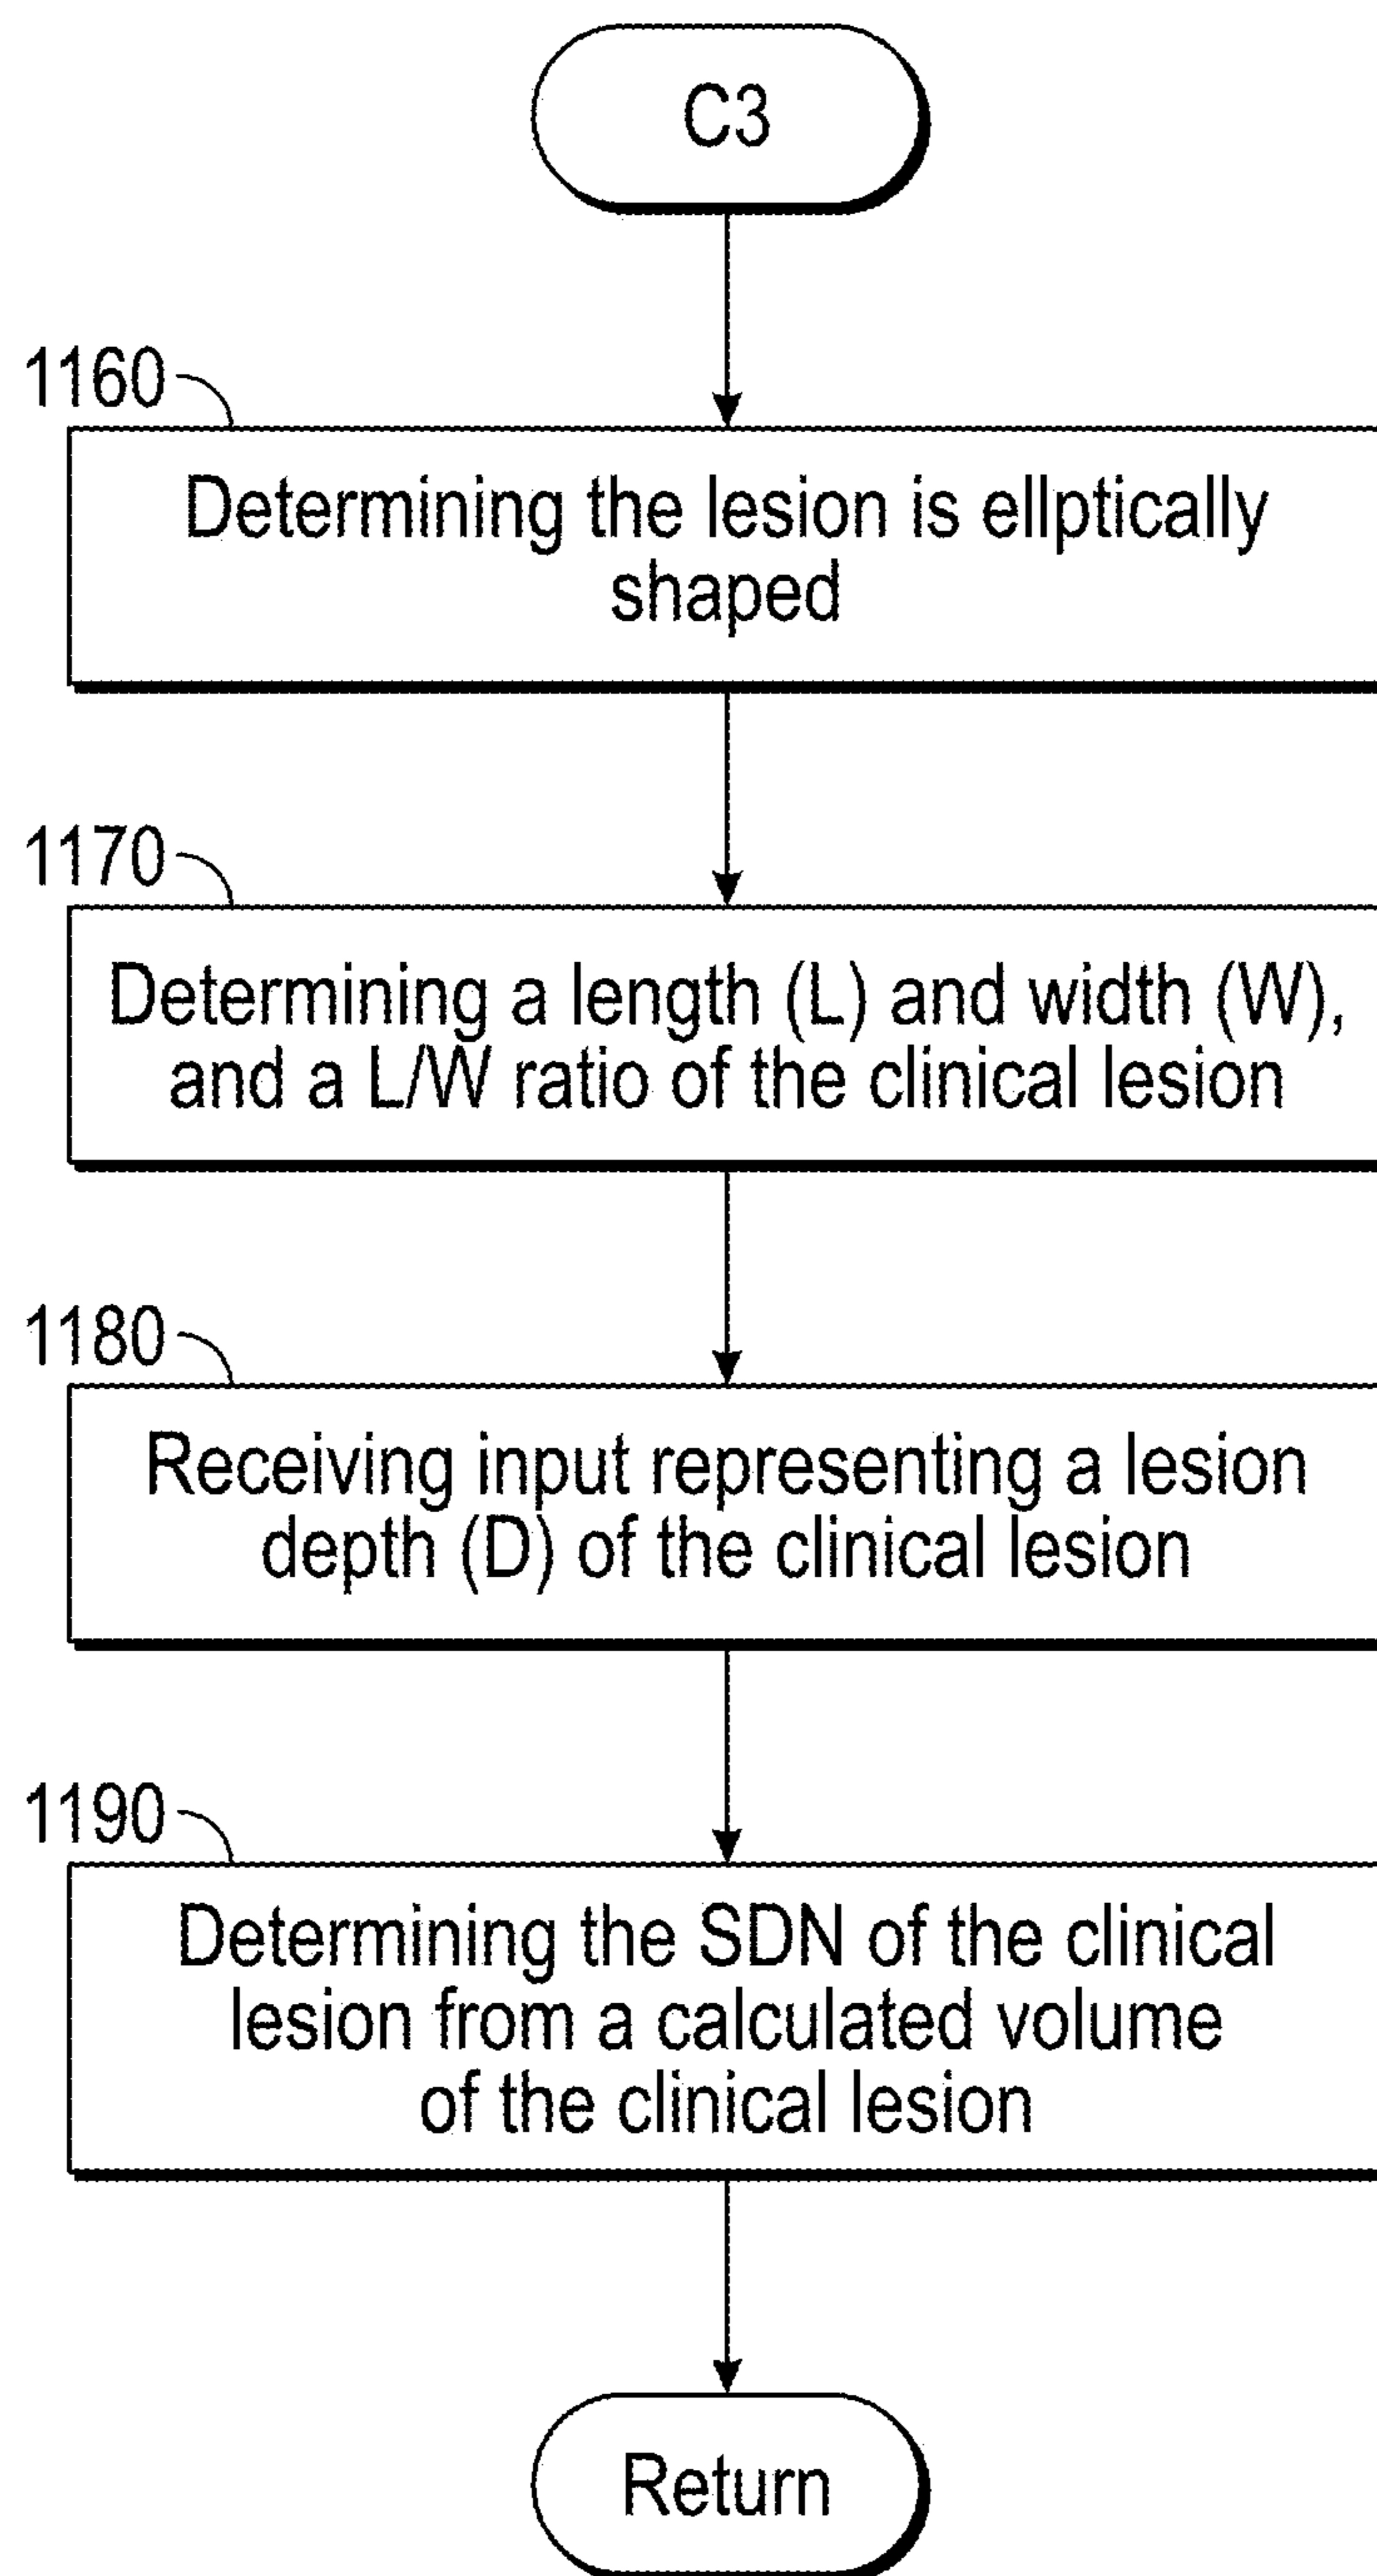 C3
1160
Determining the lesion is ellptically
shaped
1170
Determining a length (L) and width (W),
and a L/W ratio of the clinical lesion
1180
Receiving input representing a lesion
depth (D) of the clinical lesion
1190
Determining the SDN of the clinical
lesion from a calculated volume
of the clinical lesion
Return